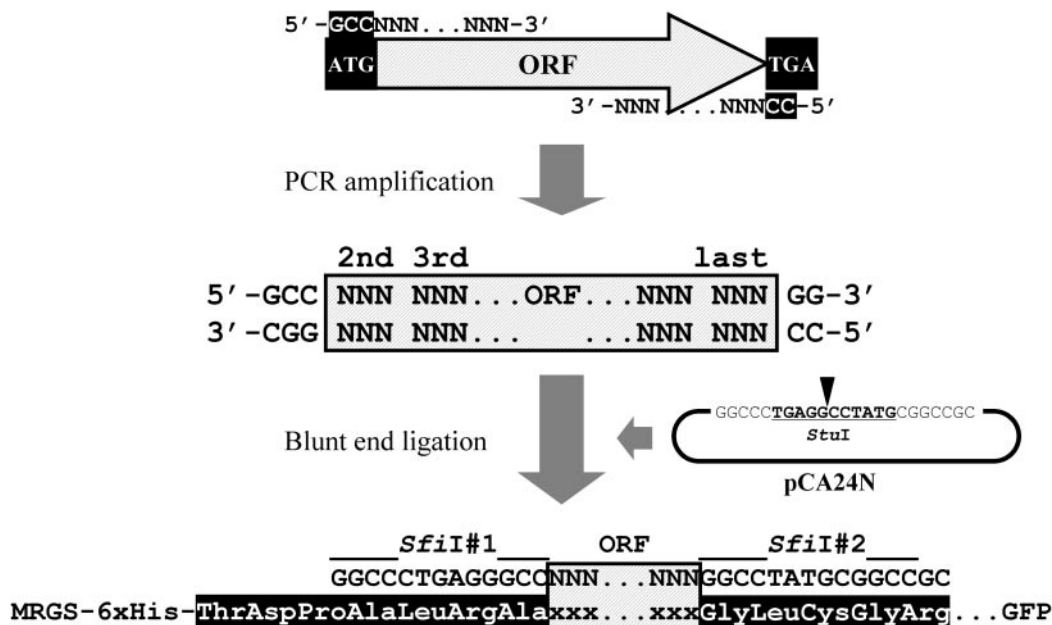 5’-GCCNNN...NNN-3’
ATG ORF TGA
3’-NNN.....NNNCC-5’
PCR amplification
2nd 3rd last
5’-GCC NNN NNN...ORF...NNN NNN GG-3’
3’-CGG NNN NNN... ...NNN NNN CC-5’
GGCCCTGAGGCCTATGCGGCCGC
StuI
Blunt end ligation
pCA24N
SfiI#1 ORF SfiI#2
GGCCCTGAGGGCCNNN...NNNGGCCTATGCGGCCGC
MRGS-6xHis-ThrAspProAlaLeuArgAlaxxx...xxxGlyLeuCysGlyArg...GFP